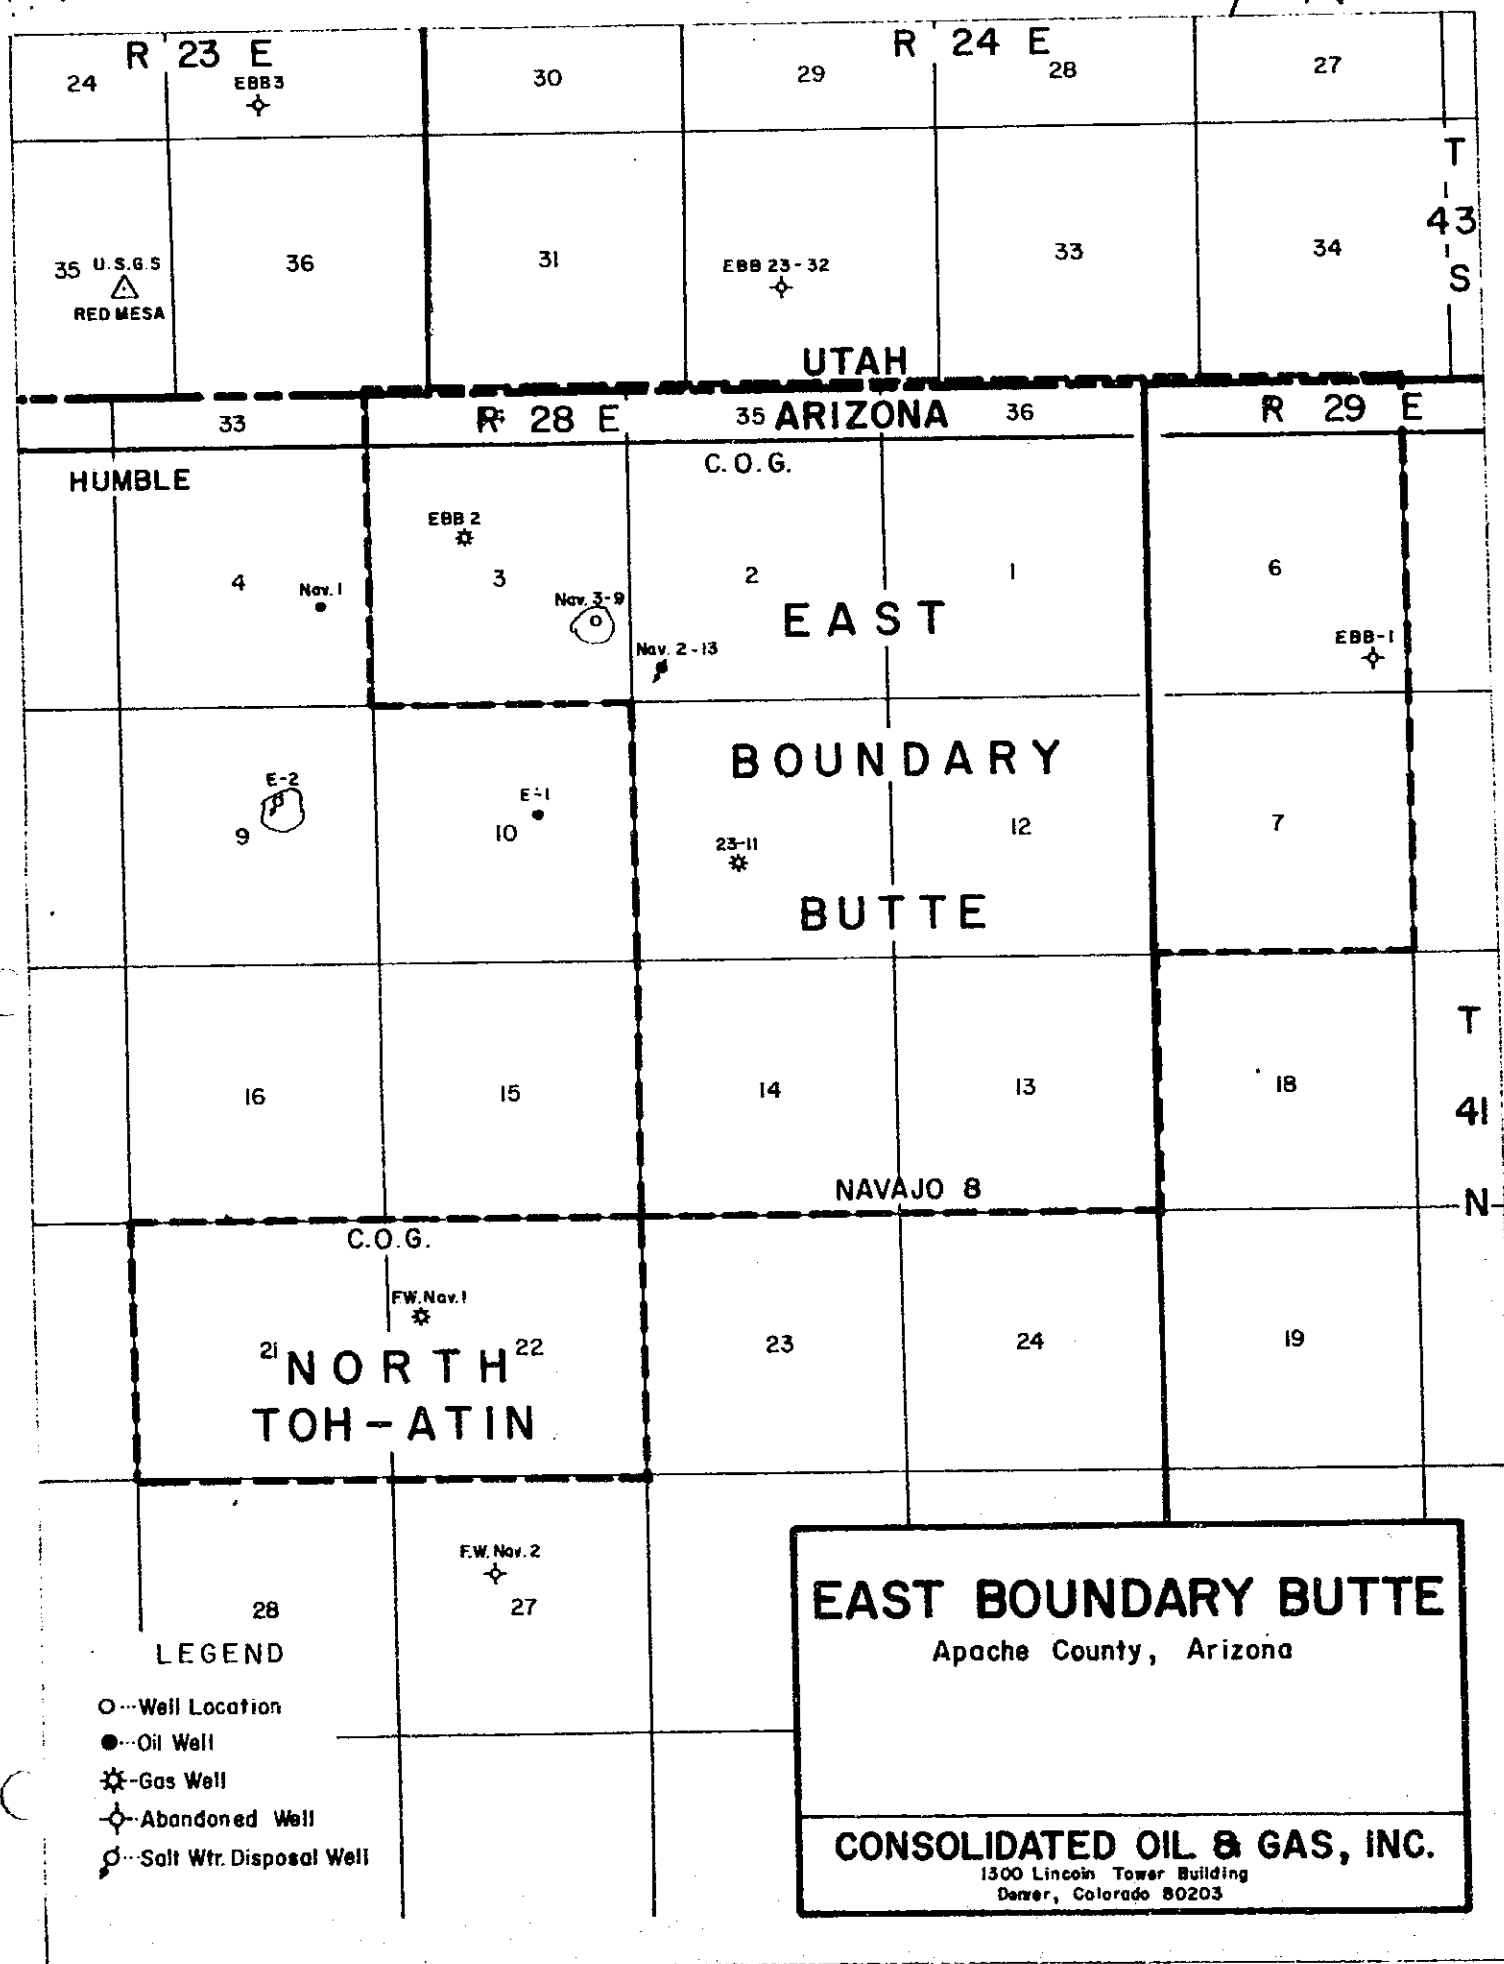 R 23 E
R 24 E
24
EBB3
30
29
28
27
T
43
S
35
U.S.G.S
RED MESA
36
31
EBB 23-32
33
34
UTAH
33
R 28 E
35
ARIZONA
36
R 29 E
HUMBLE
C.O.G.
EBB 2
4
Nav. 1
3
Nav. 3-9
2
1
6
EAST
Nav. 2-13
EBB-1
BOUNDARY
E-2
9
E-1
10
23-11
12
7
BUTTE
T
41
N
16
15
14
13
18
NAVAJO 8
C.O.G.
F.W. Nav. 1
21
22
23
24
19
NORTH
TOH-ATIN
F.W. Nav. 2
28
27
LEGEND
O---Well Location
●---Oil Well
-Gas Well
Abandoned Well
---Salt Wtr. Disposal Well
EAST BOUNDARY BUTTE
Apache County, Arizona
CONSOLIDATED OIL & GAS, INC.
1300 Lincoln Tower Building
Denver, Colorado 80203